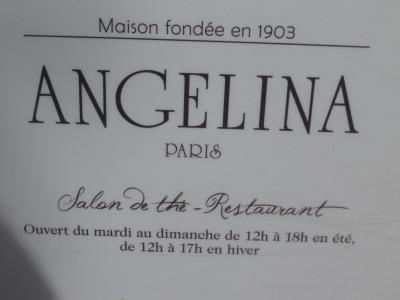 Maison fondée en 1903
ANGELINA
PARIS
Salon de thé - Restaurant
Ouvert du mardi au dimanche de 12h à 18h en été,
de 12h à 17h en hiver